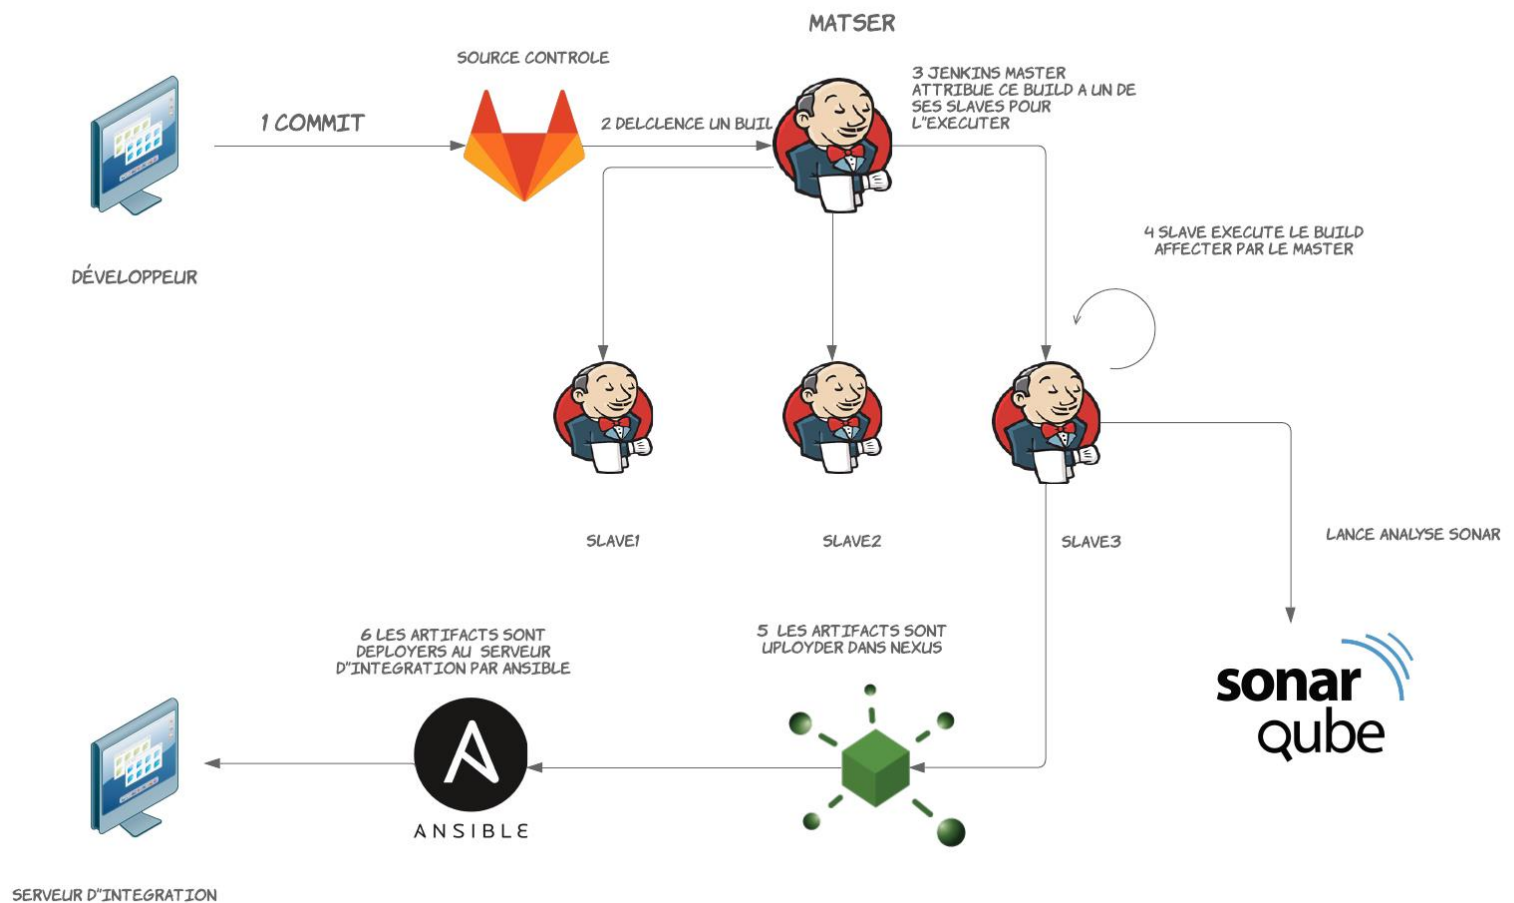 MATSER
SOURCE CONTROLE
3 JENKINS MASTER
ATTRIBUE CE BUILD A UN DE
SES SLAVES POUR
L"EXECUTER
1 COMMIT
2 DELCLENCE UN BUIL
4 SLAVE EXECUTE LE BUILD
AFFECTER PAR LE MASTER
DÉVELOPPEUR
SLAVE1
SLAVE2
SLAVE3
LANCE ANALYSE SONAR
6 LES ARTIFACTS SONT
DEPLOYERS AU SERVEUR
D"INTEGRATION PAR ANSIBLE
5 LES ARTIFACTS SONT
UPLOYDER DANS NEXUS
sonar
qube
ANSIBLE
SERVEUR D"INTEGRATION